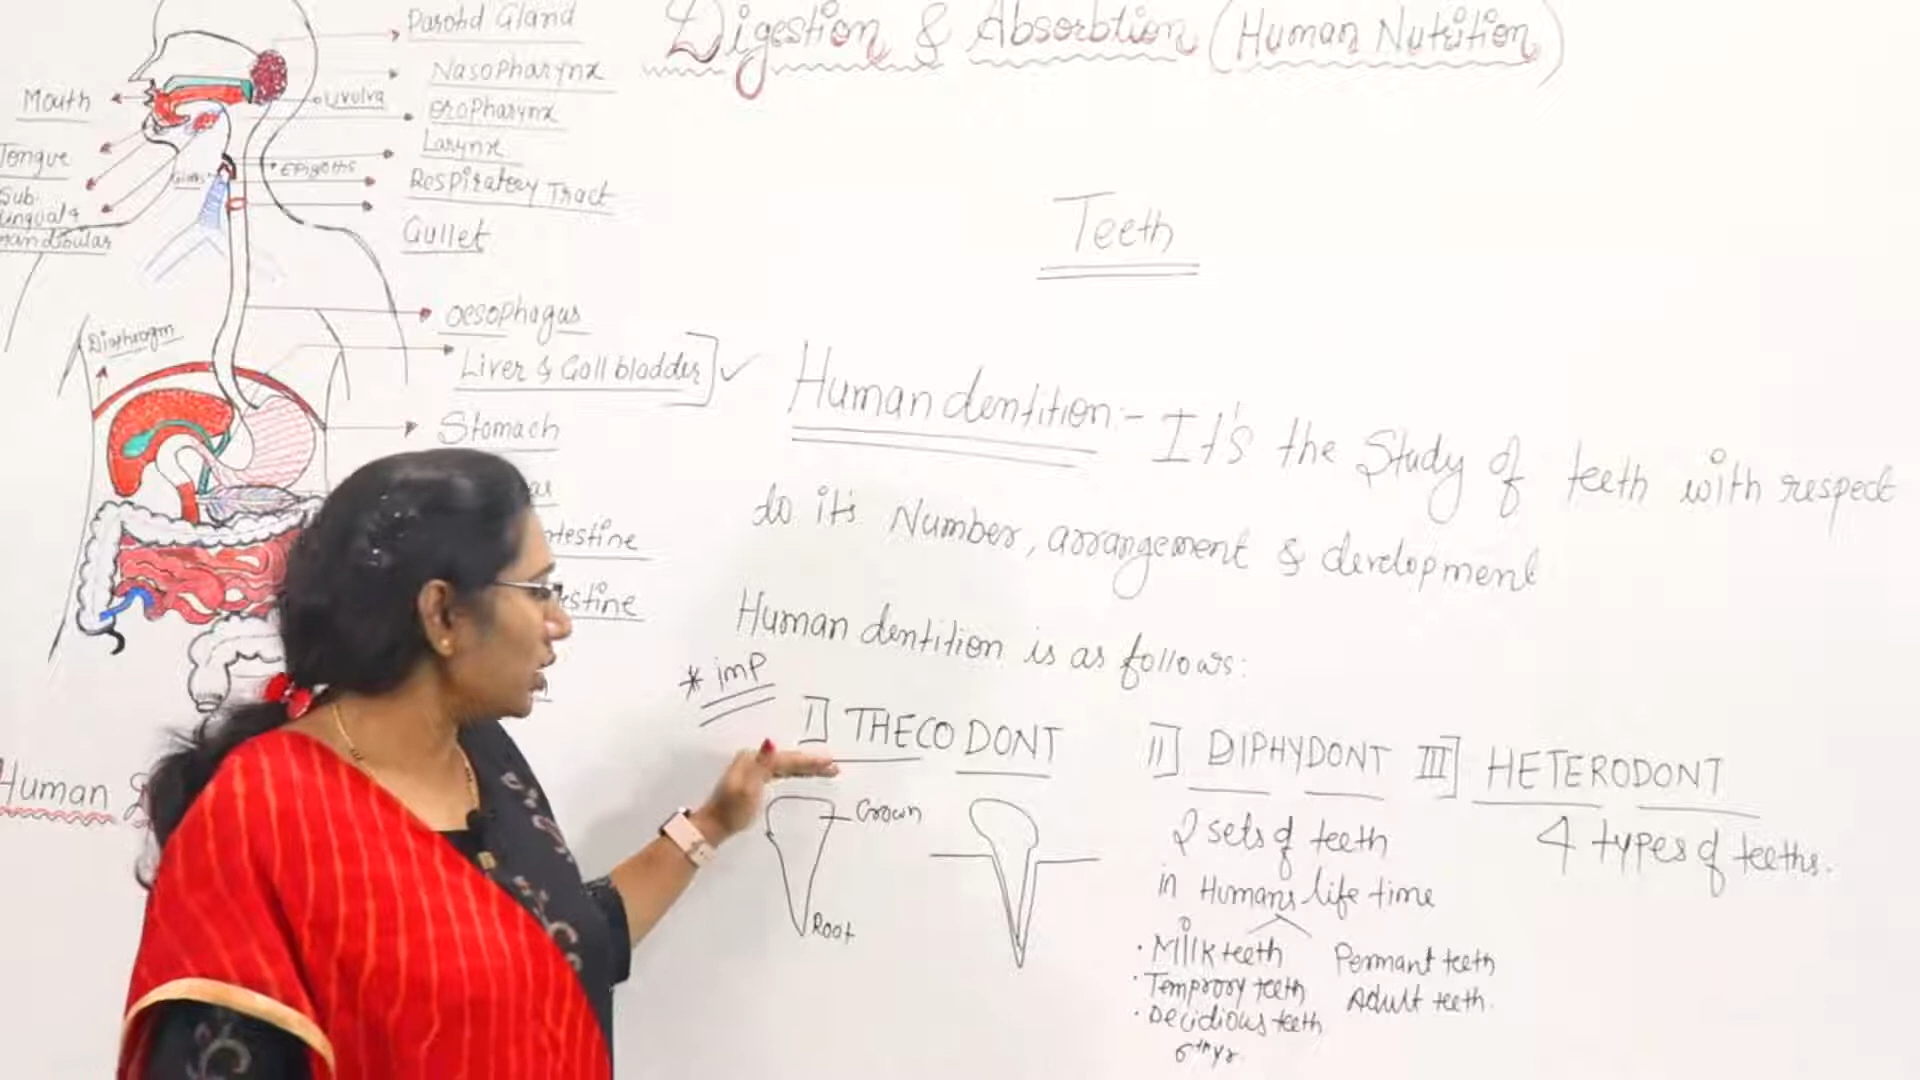 Digestion & Absorbtion (Human Nutrition)
Parotid Gland
Nasopharynx
Mouth
Uvulva
oropharynx
Larynx
Tongue
Epiglottis
Respiratory Tract
Sub-
lingual &
mandibular
Gullet
Teeth
Diaphragm
oesophagus
Liver & Gall bladder
Stomach
Human dentition:- It's the Study of teeth with respect
to it's Number, arrangement & development
Human dentition is as follows:
* imp
I] THECODONT
II] DIPHYDONT
III] HETERODONT
Crown
Root
2 sets of teeth
in Humans life time
4 types of teeths.
· Milk teeth
Permant teeth
· Temprory teeth
Adult teeth.
· Decidious teeth
6th yr.
Human